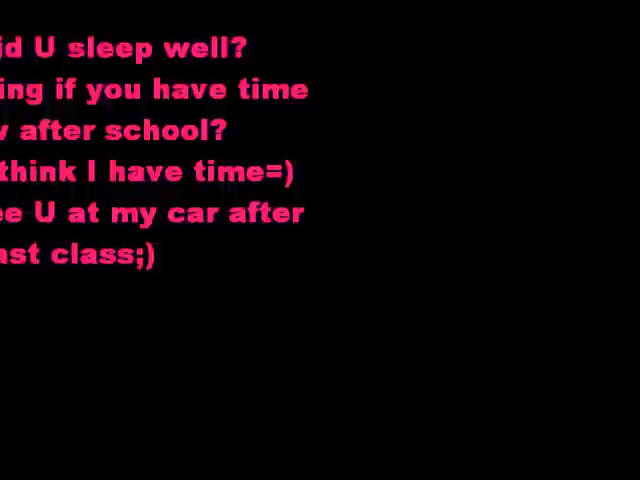 U sleep well?
if you have time
after school?
think I have time=)
U at my car after
class;)